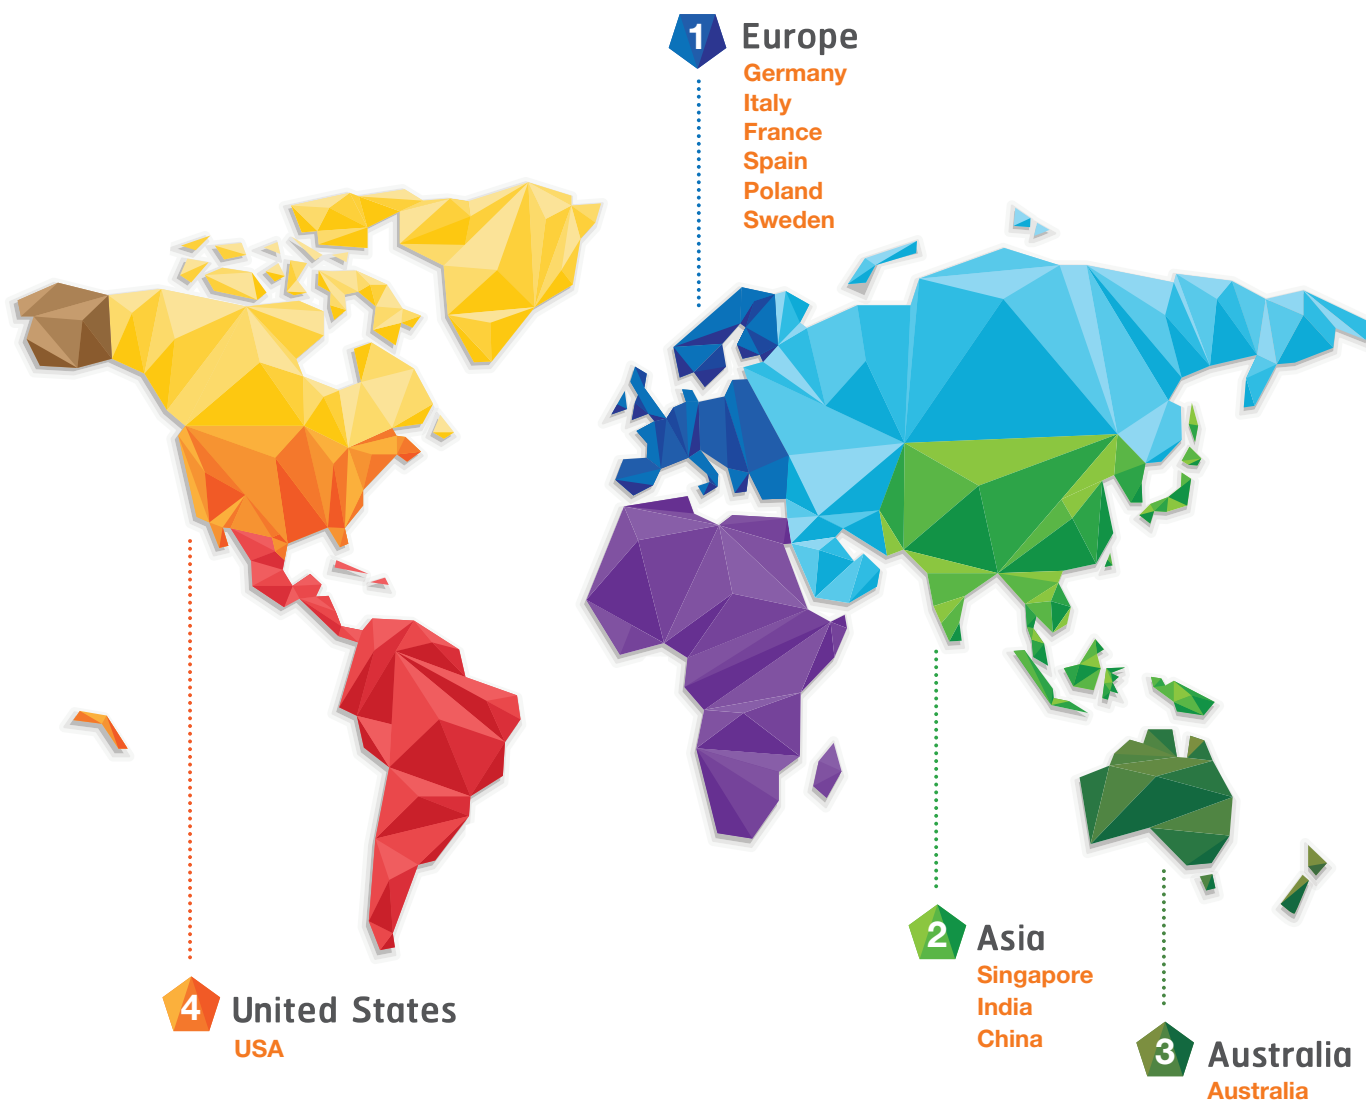 1 Europe
Germany
Italy
France
Spain
Poland
Sweden
2 Asia
Singapore
India
China
4 United States
USA
3 Australia
Australia